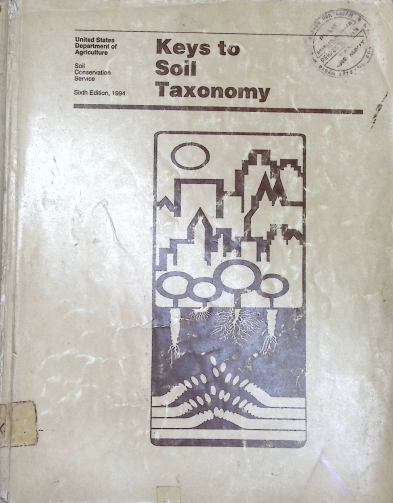 United States
Department of
Agriculture
Soil
Conservation
Service
Sixth Edition, 1994
Keys to
Soil
Taxonomy